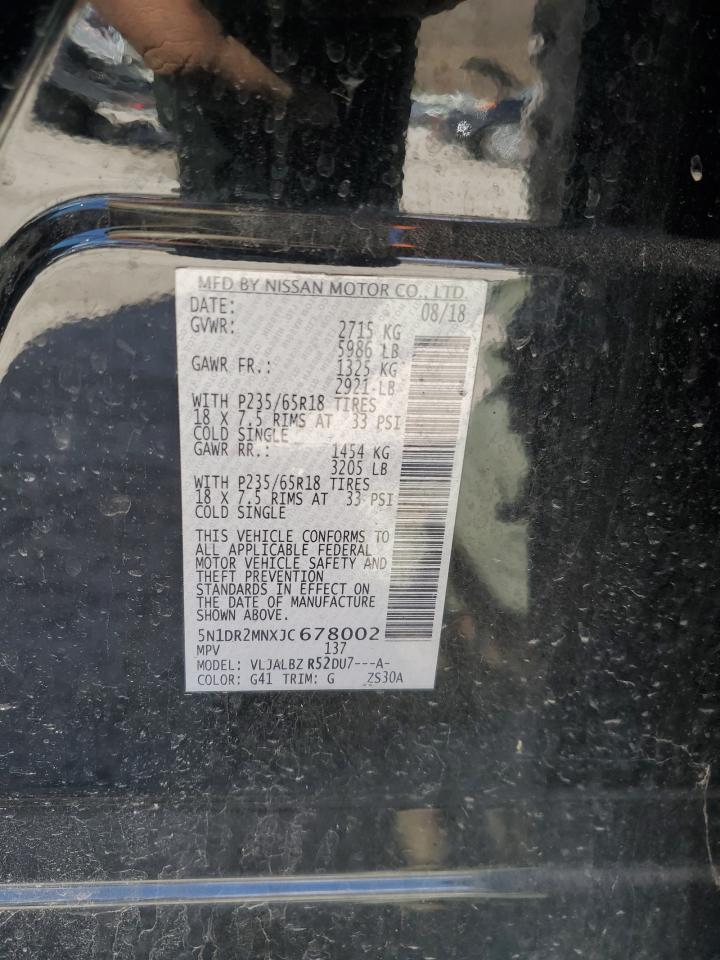 MFD BY NISSAN MOTOR CO., LTD.
DATE: 08/18
GVWR: 2715 KG
5986 LB
GAWR FR.: 1325 KG
2921 LB
WITH P235/65R18 TIRES
18 X 7.5 RIMS AT 33 PSI
COLD SINGLE
GAWR RR.: 1454 KG
3205 LB
WITH P235/65R18 TIRES
18 X 7.5 RIMS AT 33 PSI
COLD SINGLE
THIS VEHICLE CONFORMS TO
ALL APPLICABLE FEDERAL
MOTOR VEHICLE SAFETY AND
THEFT PREVENTION
STANDARDS IN EFFECT ON
THE DATE OF MANUFACTURE
SHOWN ABOVE.
5N1DR2MNXJC678002
MPV 137
MODEL: VLJALBZ R52DU7---A-
COLOR: G41 TRIM: G ZS30A